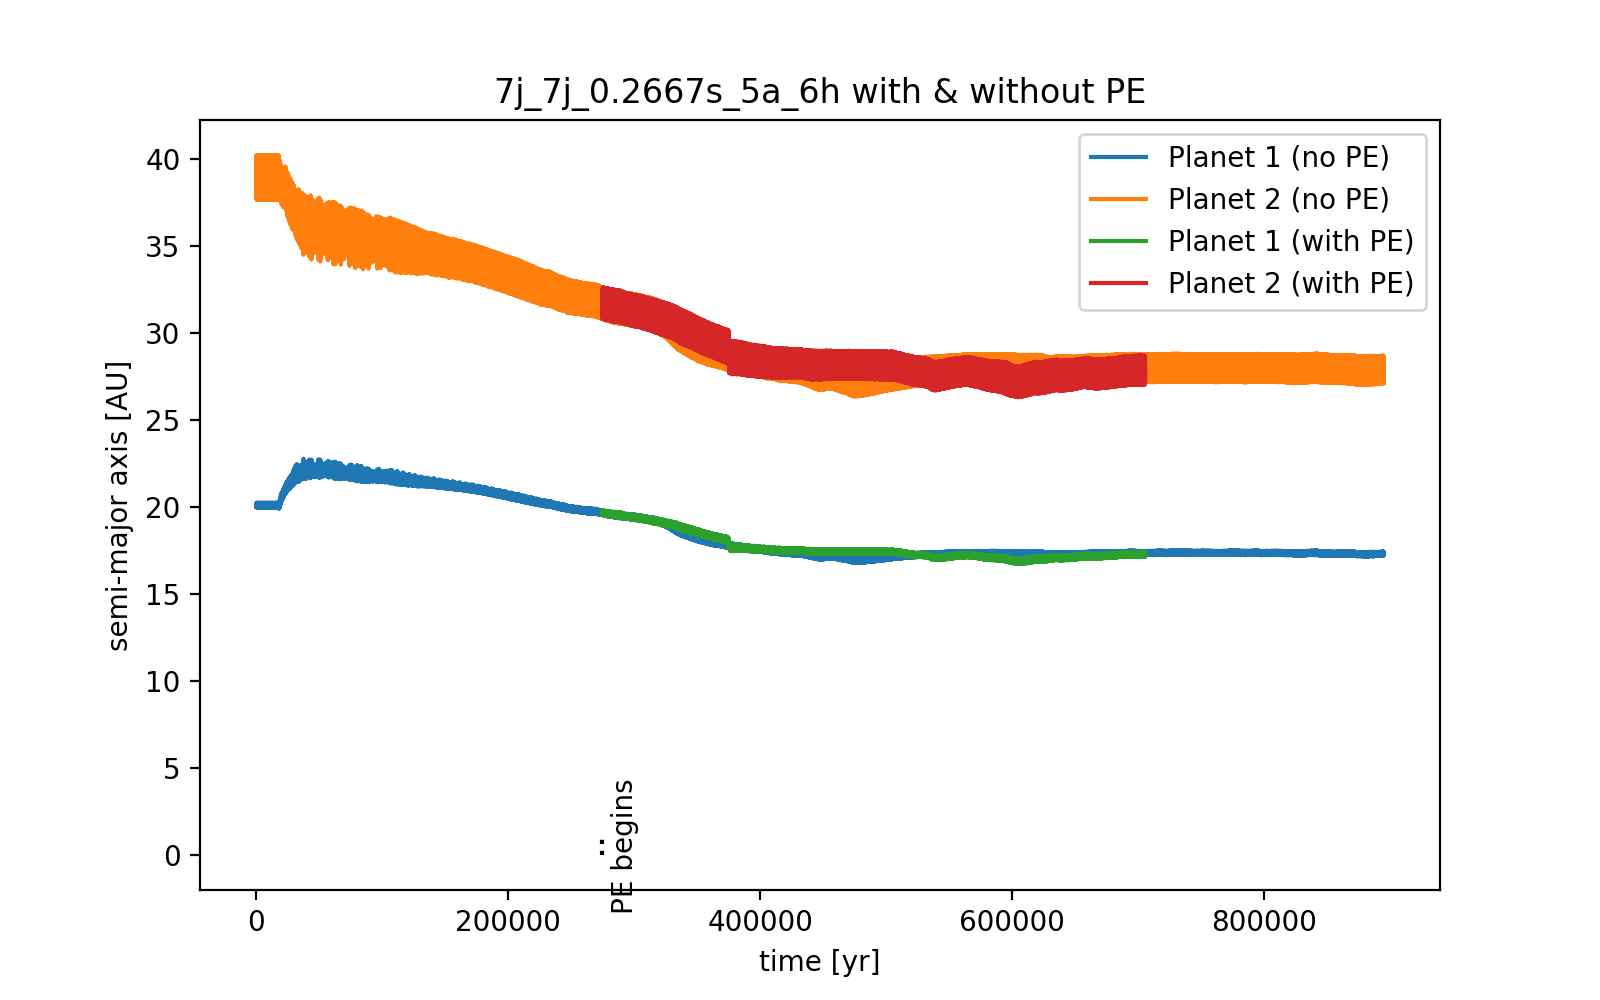 7j_7j_0.2667s_5a_6h with & without PE
Planet 1 (no PE)
Planet 2 (no PE)
Planet 1 (with PE)
Planet 2 (with PE)
semi-major axis [AU]
40
35
30
25
20
15
10
5
0
PE begins
0
200000
400000
600000
800000
time [yr]